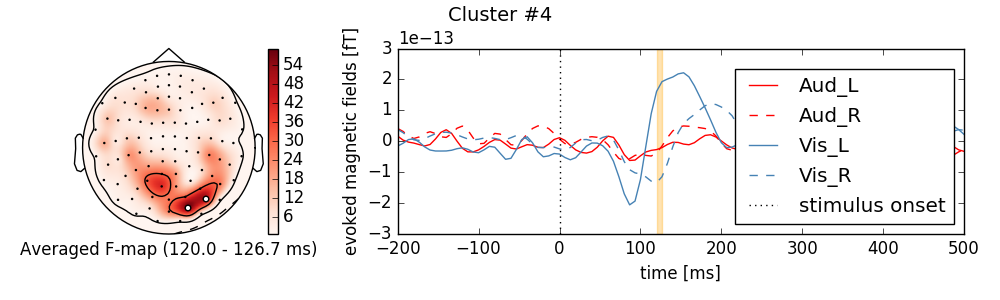 Cluster #4
1e−13
evoked magnetic fields [fT]
3
2
1
0
−1
−2
−3
54
48
42
36
30
24
18
12
6
Averaged F-map (120.0 - 126.7 ms)
Aud_L
Aud_R
Vis_L
Vis_R
stimulus onset
−200 −100 0 100 200 300 400 500
time [ms]